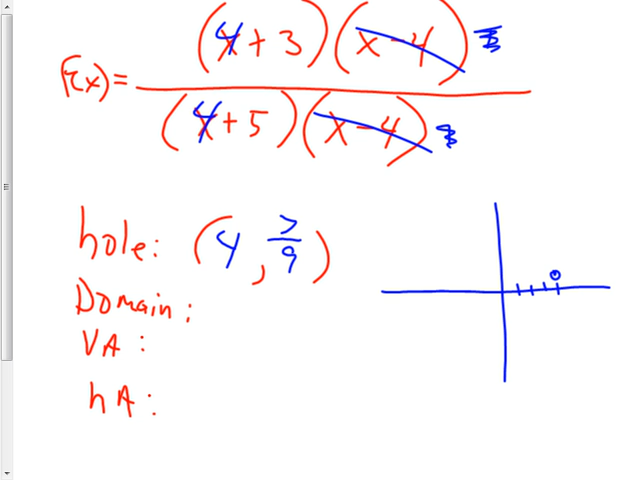 (x + 3)(x - 4)
f(x) =
(x + 5)(x - 4)
hole: (4, 7/9)
Domain:
VA:
hA: